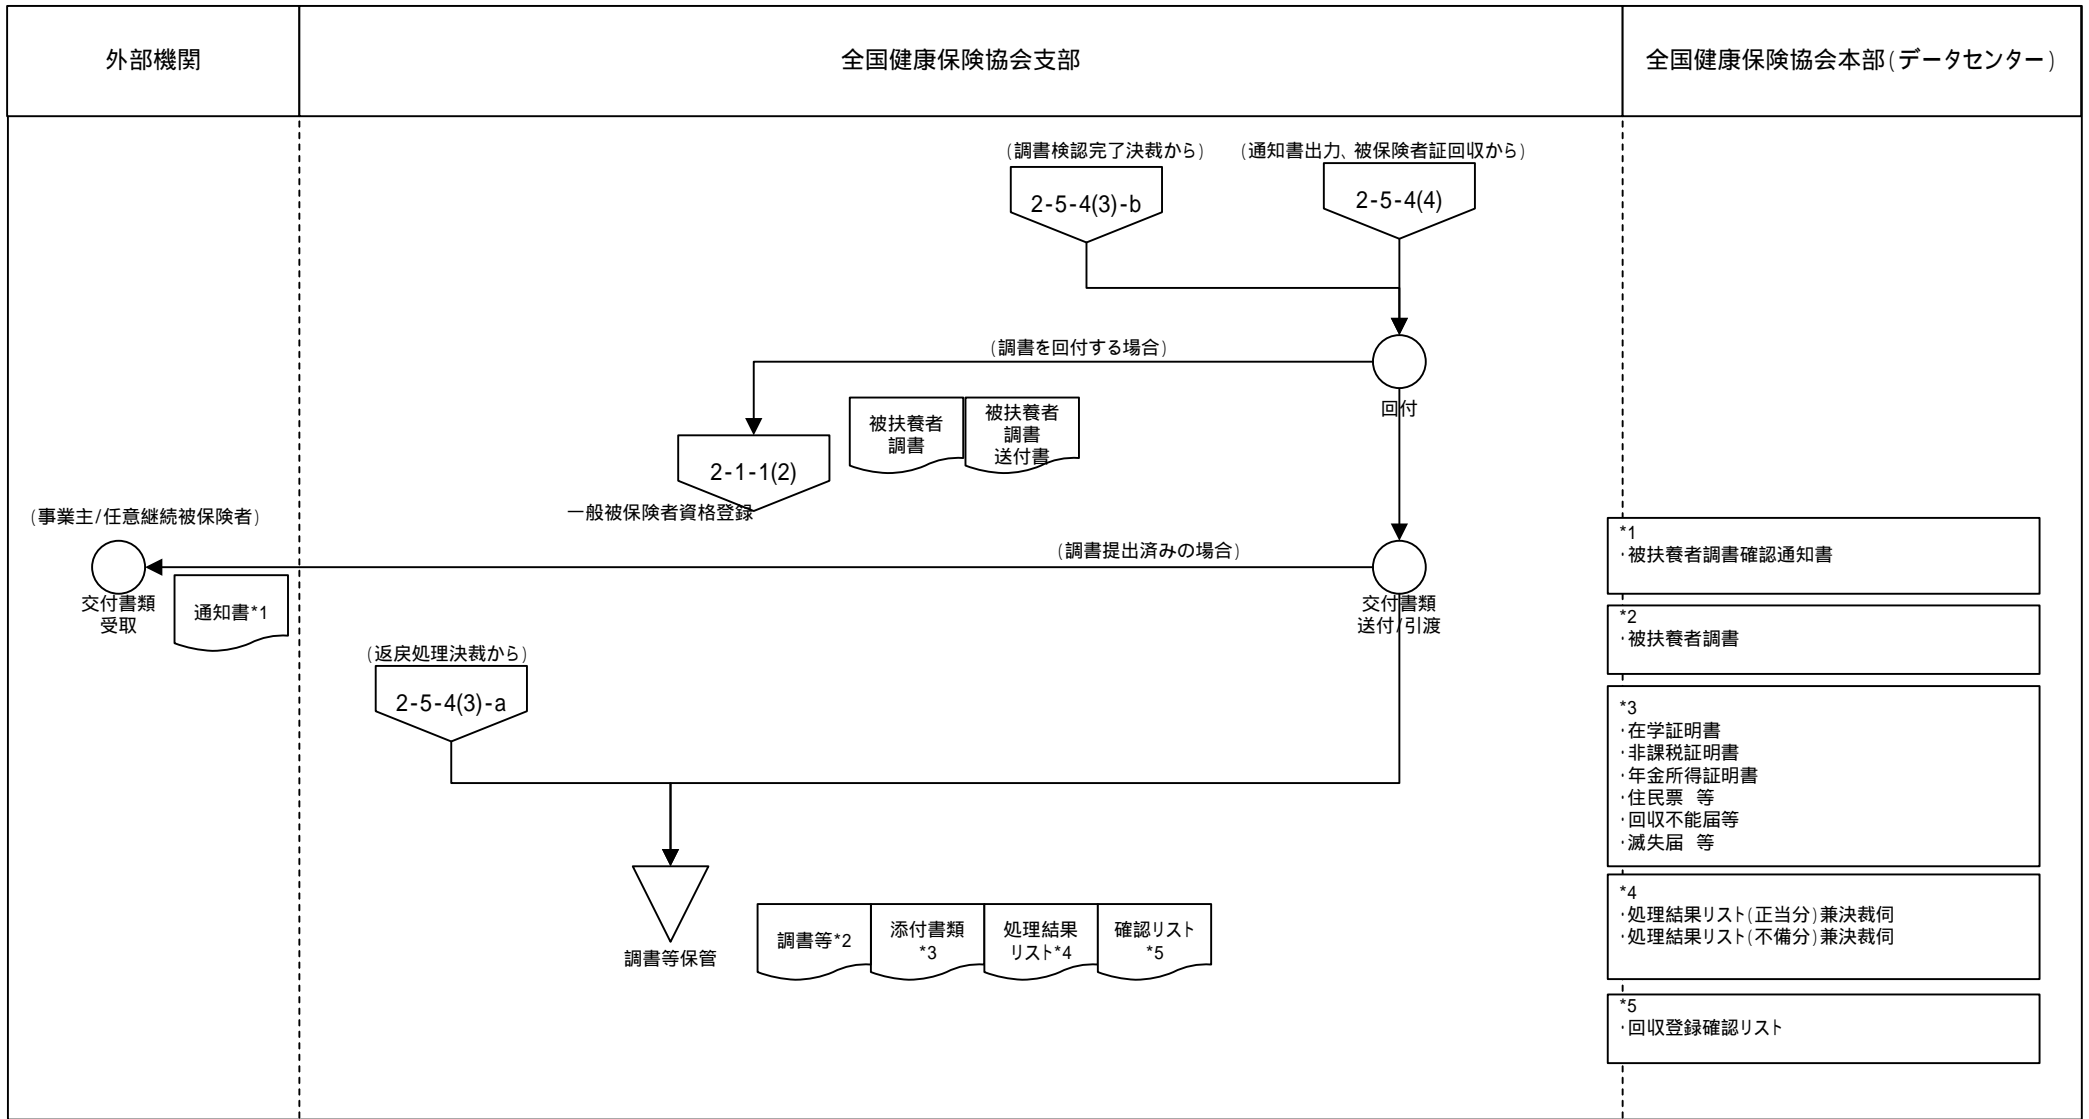 外部機関
全国健康保険協会支部
全国健康保険協会本部(データセンター)
(調書検認完了決裁から)
(通知書出力、被保険者証回収から)
2-5-4(3)-b
2-5-4(4)
(調書を回付する場合)
回付
被扶養者
調書
被扶養者
調書
送付書
2-1-1(2)
一般被保険者資格登録
(事業主/任意継続被保険者)
(調書提出済みの場合)
交付書類
受取
通知書*1
交付書類
送付/引渡
(返戻処理決裁から)
2-5-4(3)-a
調書等保管
調書等*2
添付書類
*3
処理結果
リスト*4
確認リスト
*5
*1
・被扶養者調書確認通知書
*2
・被扶養者調書
*3
・在学証明書
・非課税証明書
・年金所得証明書
・住民票 等
・回収不能届等
・滅失届 等
*4
・処理結果リスト(正当分)兼決裁伺
・処理結果リスト(不備分)兼決裁伺
*5
・回収登録確認リスト